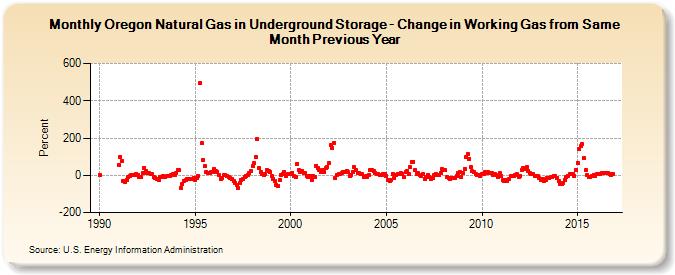 Monthly Oregon Natural Gas in Underground Storage - Change in Working Gas from Same
Month Previous Year
Percent
600
400
200
0
-200
1990
1995
2000
2005
2010
2015
Source: U.S. Energy Information Administration